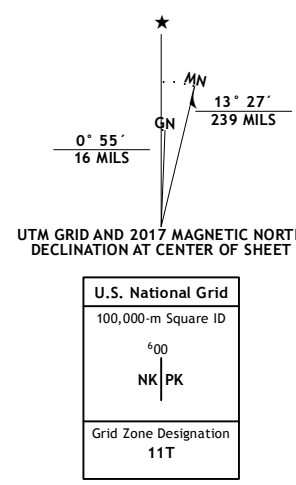 ★
MN
GN
13° 27´
239 MILS
0° 55´
16 MILS
UTM GRID AND 2017 MAGNETIC NORTH
DECLINATION AT CENTER OF SHEET
U.S. National Grid
100,000-m Square ID
⁶00
NK PK
Grid Zone Designation
11T